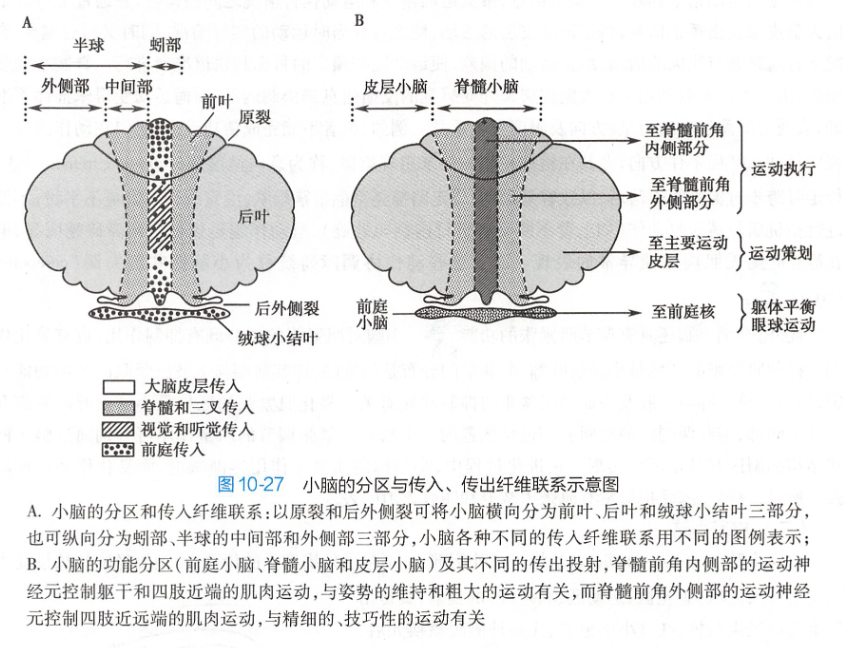 A
B
半球 蚓部
外侧部 中间部
前叶
原裂
后叶
后外侧裂
绒球小结叶
皮层小脑 脊髓小脑
至脊髓前角
内侧部分
至脊髓前角
外侧部分
运动执行
至主要运动
皮层
运动策划
前庭
小脑
至前庭核
躯体平衡
眼球运动
大脑皮层传入
脊髓和三叉传入
视觉和听觉传入
前庭传入
图10-27 小脑的分区与传入、传出纤维联系示意图
A. 小脑的分区和传入纤维联系:以原裂和后外侧裂可将小脑横向分为前叶、后叶和绒球小结叶三部分,
也可纵向分为蚓部、半球的中间部和外侧部三部分,小脑各种不同的传入纤维联系用不同的图例表示;
B. 小脑的功能分区(前庭小脑、脊髓小脑和皮层小脑)及其不同的传出投射,脊髓前角内侧部的运动神
经元控制躯干和四肢近端的肌肉运动,与姿势的维持和粗大的运动有关,而脊髓前角外侧部的运动神经
元控制四肢近远端的肌肉运动,与精细的、技巧性的运动有关